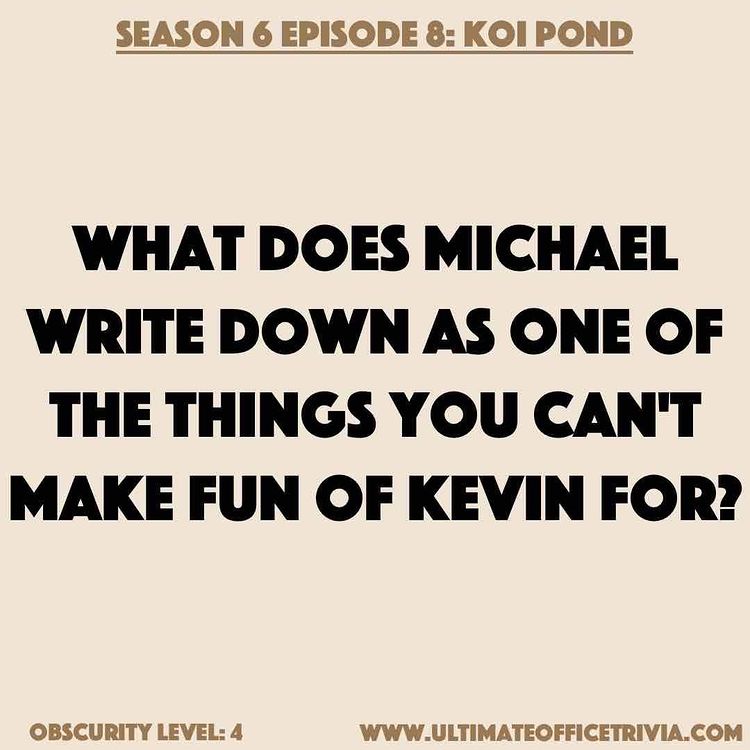 SEASON 6 EPISODE 8: KOI POND
WHAT DOES MICHAEL
WRITE DOWN AS ONE OF
THE THINGS YOU CAN'T
MAKE FUN OF KEVIN FOR?
OBSCURITY LEVEL: 4
WWW.ULTIMATEOFFICETRIVIA.COM